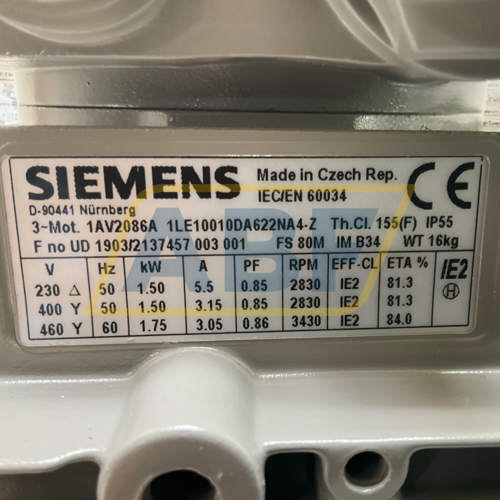 SIEMENS
Made in Czech Rep.
IEC/EN 60034
CE
D-90441 Nürnberg
3~Mot. 1AV2086A 1LE10010DA622NA4-Z Th.Cl. 155(F) IP55
F no UD 1903/2137457 003 001 FS 80M IM B34 WT 16kg
V Hz kW A PF RPM EFF-CL ETA % IE2
230 Δ 50 1.50 5.5 0.85 2830 IE2 81.3 H
400 Y 50 1.50 3.15 0.85 2830 IE2 81.3
460 Y 60 1.75 3.05 0.86 3430 IE2 84.0
ABF